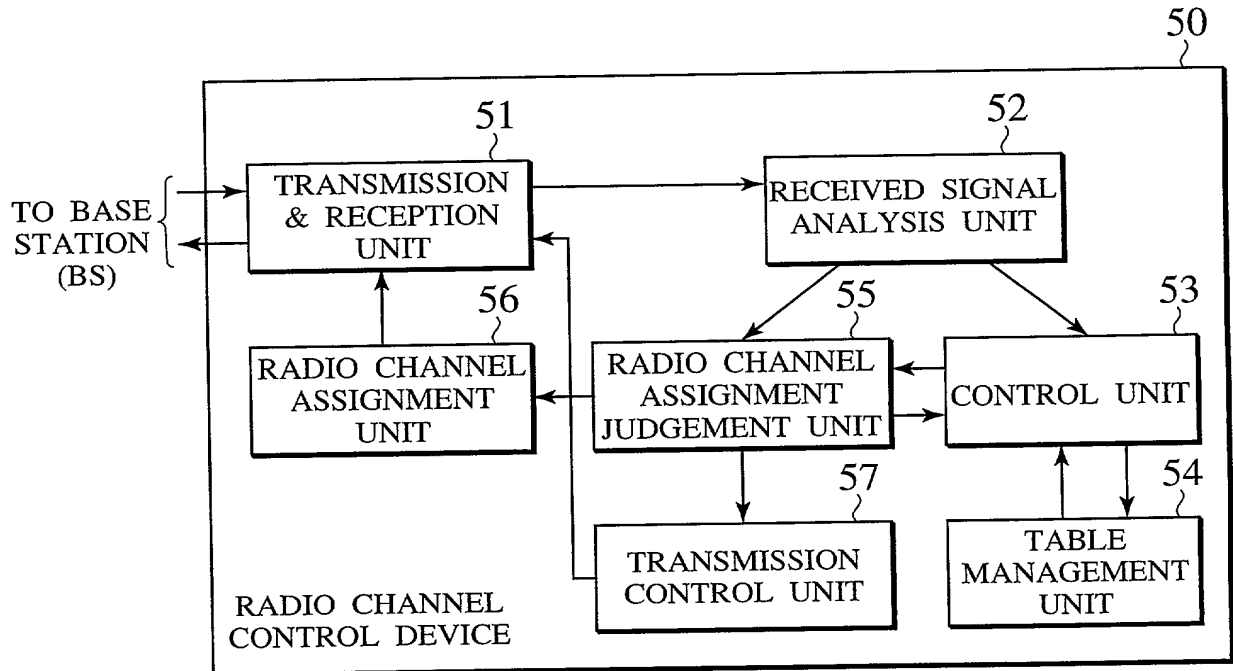 50
51
TRANSMISSION
& RECEPTION
UNIT
52
RECEIVED SIGNAL
ANALYSIS UNIT
TO BASE
STATION
(BS)
56
RADIO CHANNEL
ASSIGNMENT
UNIT
55
RADIO CHANNEL
ASSIGNMENT
JUDGEMENT UNIT
53
CONTROL UNIT
57
TRANSMISSION
CONTROL UNIT
54
TABLE
MANAGEMENT
UNIT
RADIO CHANNEL
CONTROL DEVICE